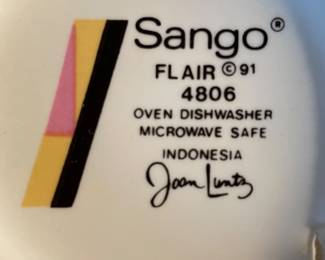 Sango®
FLAIR © 91
4806
OVEN DISHWASHER
MICROWAVE SAFE
INDONESIA
Joan Luntz